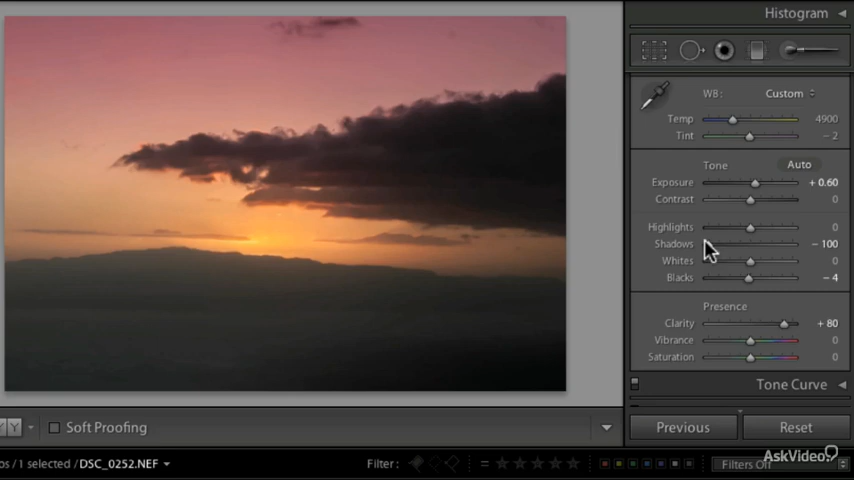 Histogram
WB: Custom
Temp 4900
Tint −2
Tone Auto
Exposure + 0.60
Contrast 0
Highlights 0
Shadows − 100
Whites 0
Blacks − 4
Presence
Clarity + 80
Vibrance 0
Saturation 0
Tone Curve
Y Y Soft Proofing
Previous Reset
os / 1 selected / DSC_0252.NEF
Filter: Filters Off
AskVideo